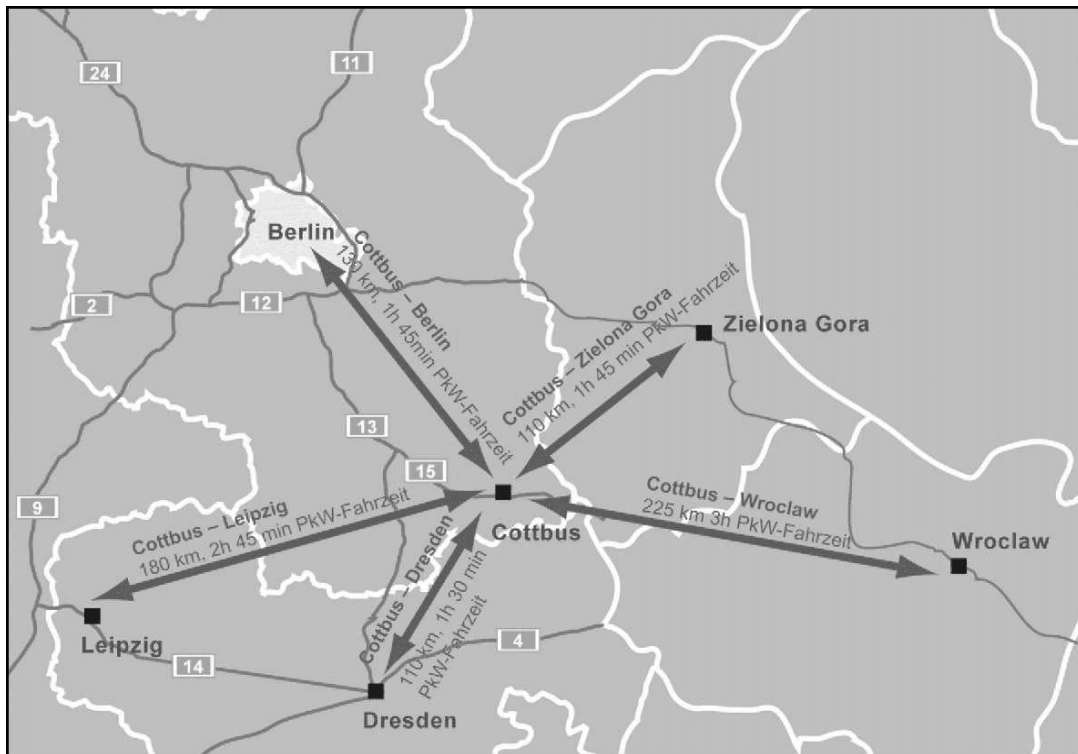 24
11
Berlin
Cottbus – Berlin
130 km, 1h 45min PkW-Fahrzeit
2
12
Cottbus – Zielona Gora
110 km, 1h 45 min PkW-Fahrzeit
Zielona Gora
13
15
9
Cottbus – Leipzig
180 km, 2h 45 min PkW-Fahrzeit
Cottbus
Cottbus – Wroclaw
225 km 3h PkW-Fahrzeit
Wroclaw
Cottbus – Dresden
110 km, 1h 30 min
PkW-Fahrzeit
Leipzig
14
4
Dresden